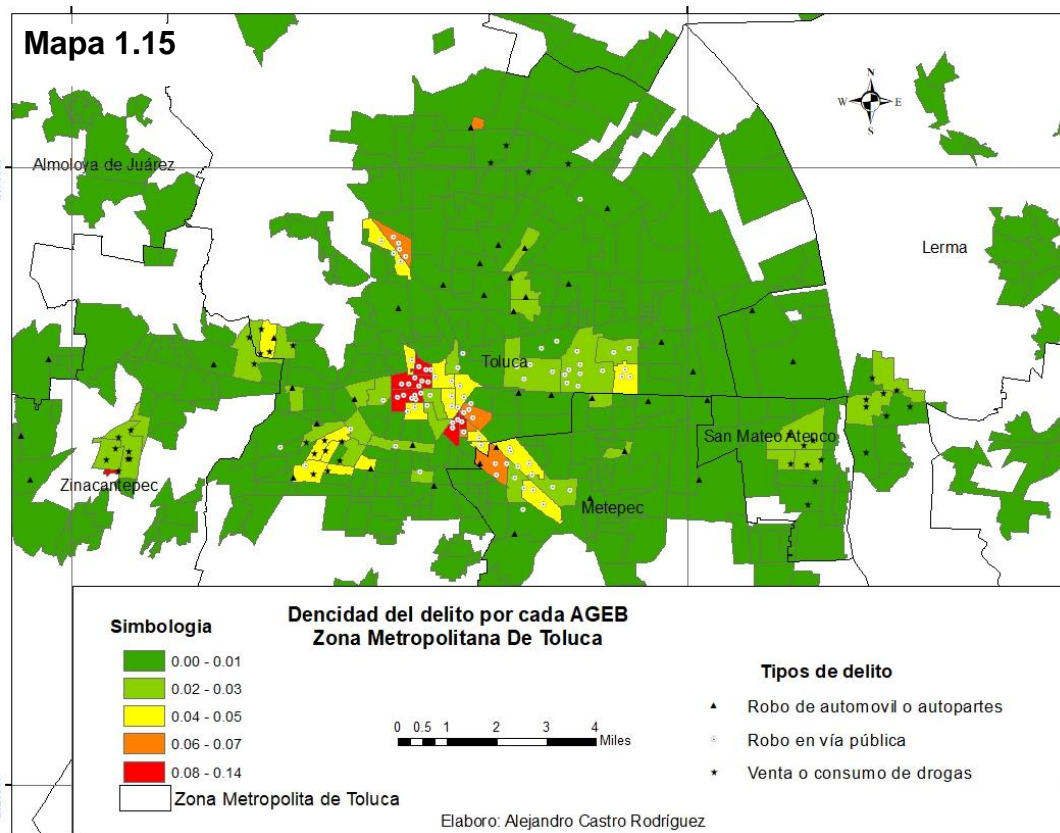 Mapa 1.15
N
W E
S
Almoloya de Juárez
Lerma
Toluca
San Mateo Atenco
Zinacantepec
Metepec
Dencidad del delito por cada AGEB
Zona Metropolitana De Toluca
Simbologia
0.00 - 0.01
0.02 - 0.03
0.04 - 0.05
0.06 - 0.07
0.08 - 0.14
Zona Metropolita de Toluca
0 0.5 1 2 3 4
Miles
Tipos de delito
Robo de automovil o autopartes
Robo en vía pública
Venta o consumo de drogas
Elaboro: Alejandro Castro Rodríguez